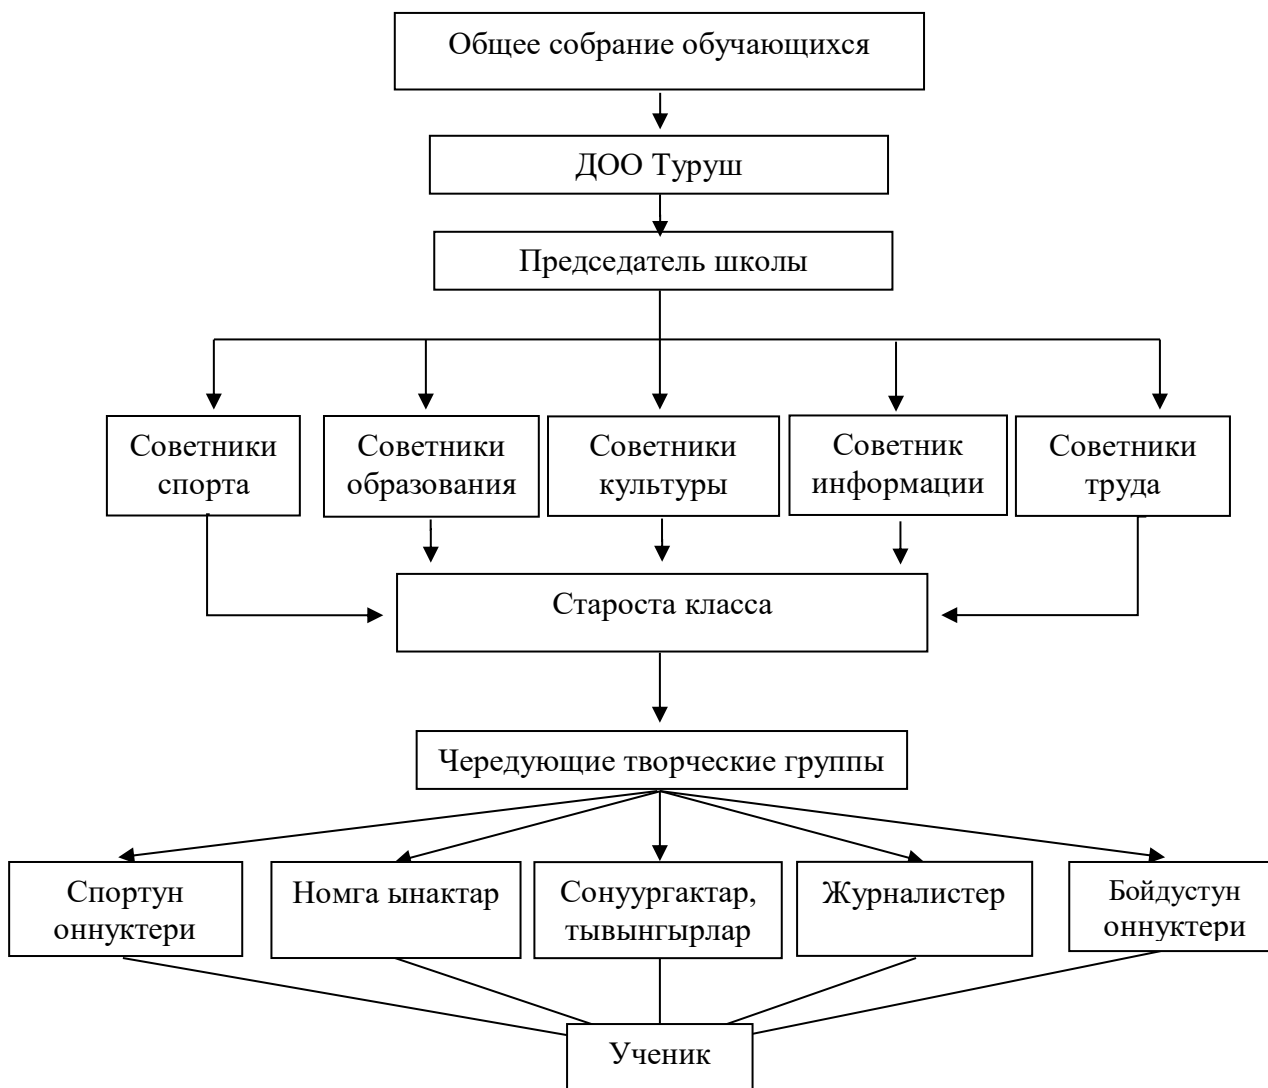 Общее собрание обучающихся
ДОО Туруш
Председатель школы
Советники
спорта
Советники
образования
Советники
культуры
Советник
информации
Советники
труда
Староста класса
Чередующие творческие группы
Спортун
оннуктери
Номга ынактар
Сонуургактар,
тывынгырлар
Журналистер
Бойдустун
оннуктери
Ученик